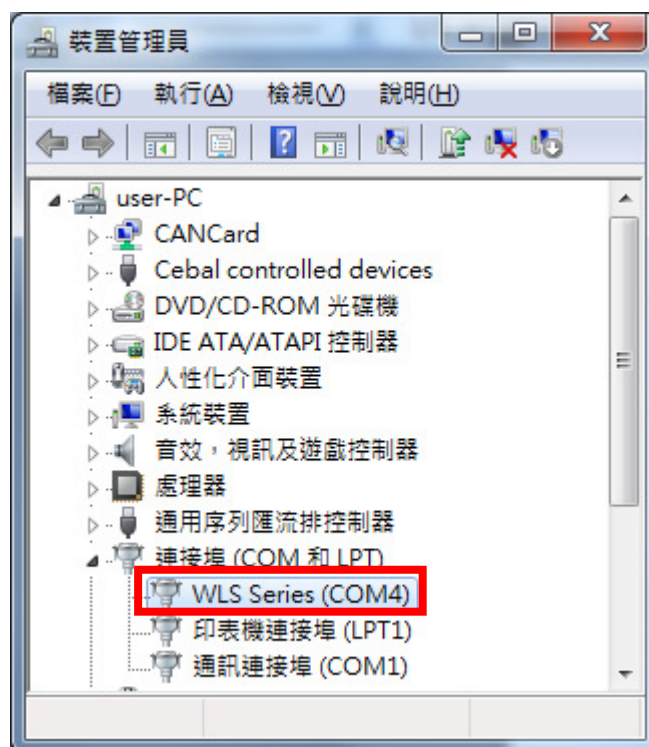 裝置管理員
檔案(F) 執行(A) 檢視(V) 說明(H)
user-PC
CANCard
Cebal controlled devices
DVD/CD-ROM 光碟機
IDE ATA/ATAPI 控制器
人性化介面裝置
系統裝置
音效，視訊及遊戲控制器
處理器
通用序列匯流排控制器
連接埠 (COM 和 LPT)
WLS Series (COM4)
印表機連接埠 (LPT1)
通訊連接埠 (COM1)